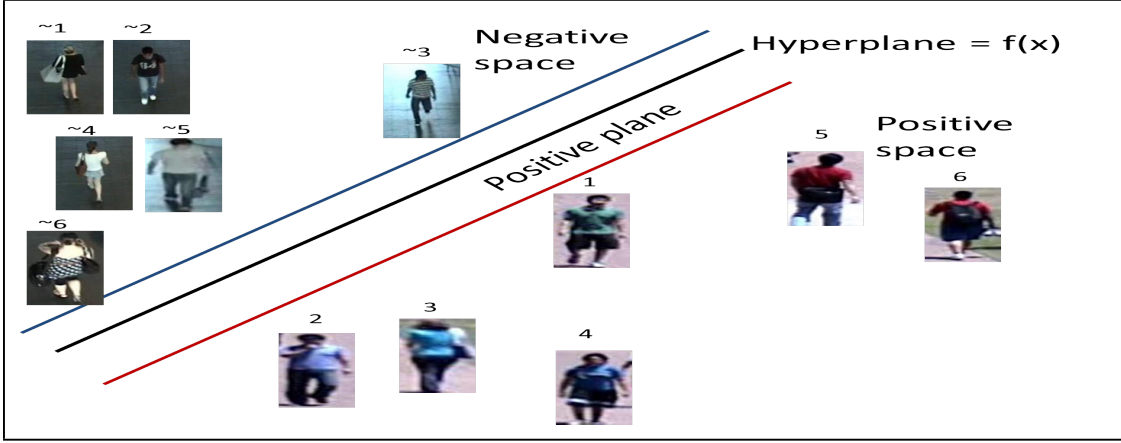 ~1
~2
~3
Negative
space
Hyperplane = f(x)
Positive plane
~4
~5
5
Positive
space
1
6
~6
2
3
4